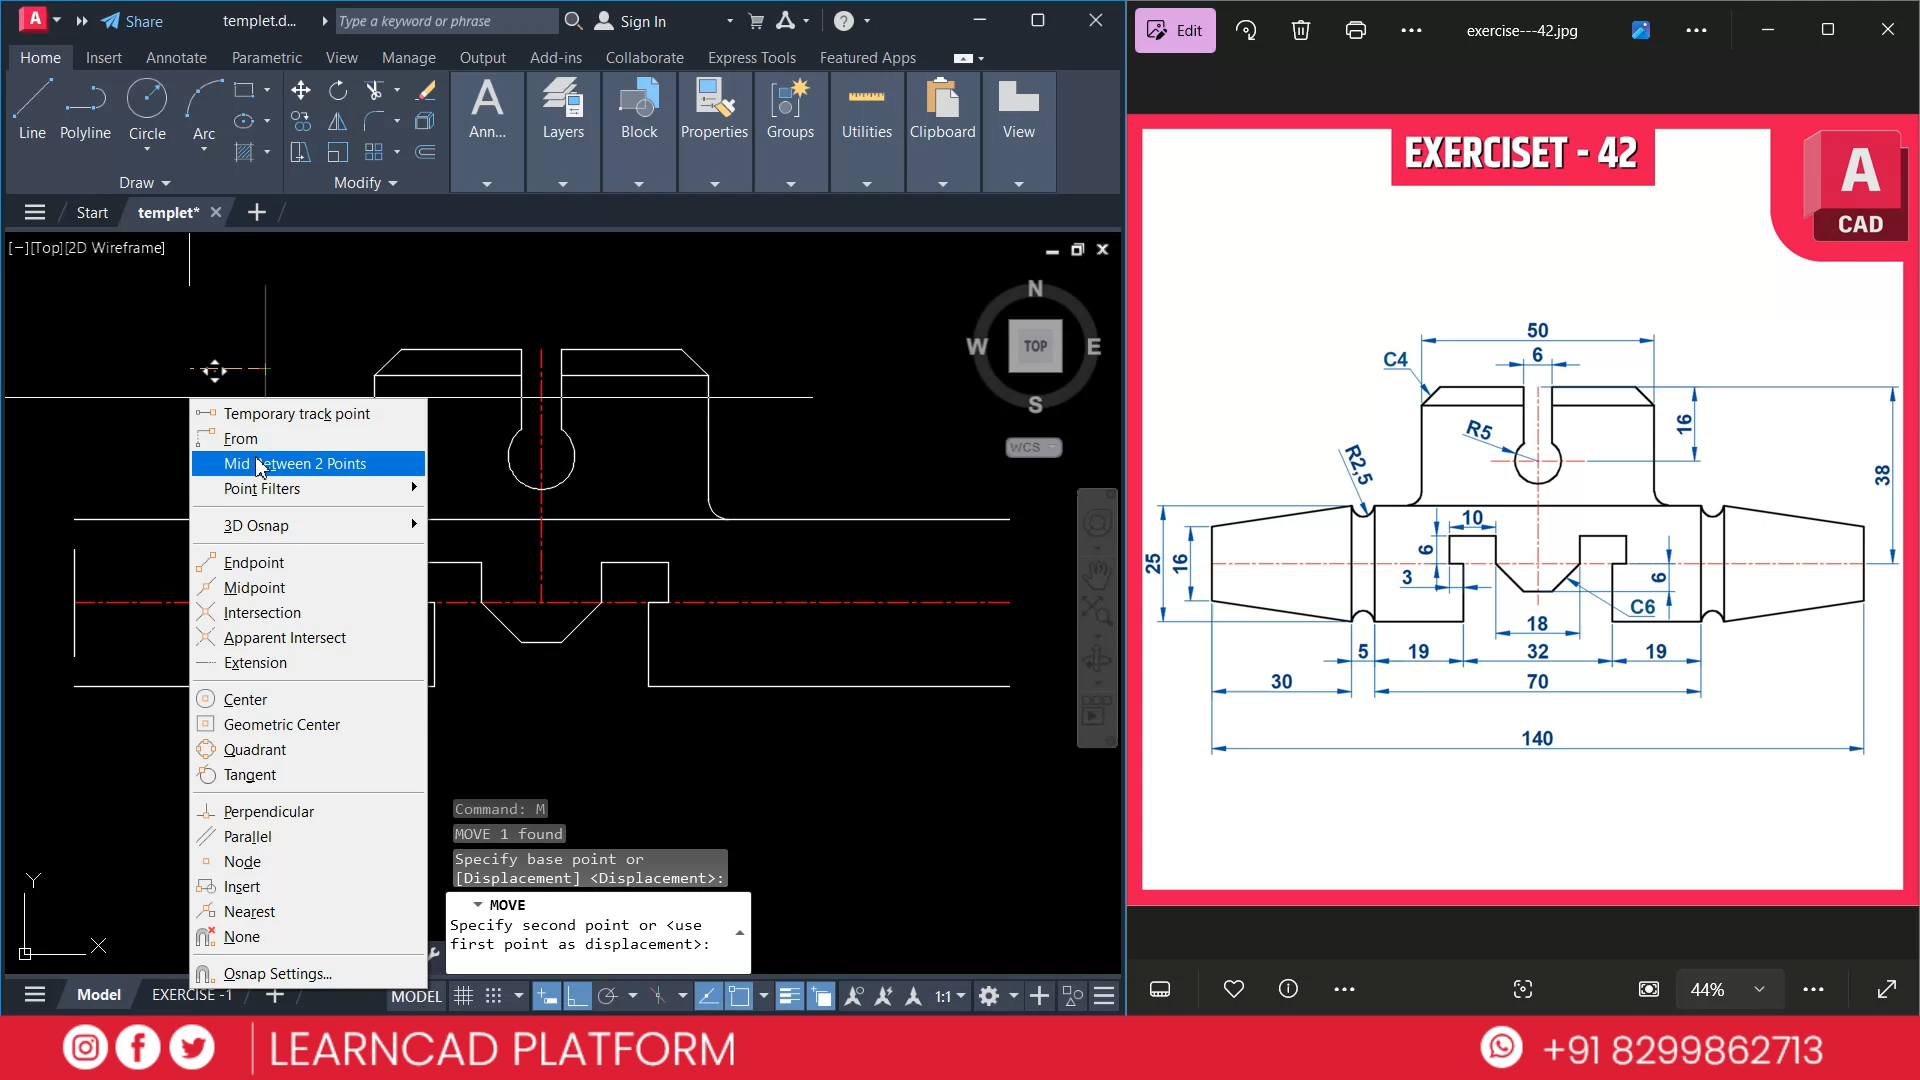 A
Share
templet.d...
Type a keyword or phrase
Sign In
Home
Insert
Annotate
Parametric
View
Manage
Output
Add-ins
Collaborate
Express Tools
Featured Apps
Line
Polyline
Circle
Arc
Ann...
Layers
Block
Properties
Groups
Utilities
Clipboard
View
Draw
Modify
Start
templet*
[−][Top][2D Wireframe]
N
W
TOP
E
S
WCS
Temporary track point
From
Mid Between 2 Points
Point Filters
3D Osnap
Endpoint
Midpoint
Intersection
Apparent Intersect
Extension
Center
Geometric Center
Quadrant
Tangent
Perpendicular
Parallel
Node
Insert
Nearest
None
Osnap Settings...
Y
X
Command: M
MOVE 1 found
Specify base point or
[Displacement] <Displacement>:
MOVE
Specify second point or <use
first point as displacement>:
Model
EXERCISE -1
MODEL
1:1
Edit
exercise---42.jpg
EXERCISET - 42
A
CAD
50
6
C4
16
R5
R2,5
38
10
25
16
6
3
6
C6
18
5
19
32
19
30
70
140
44%
LEARNCAD PLATFORM
+91 8299862713